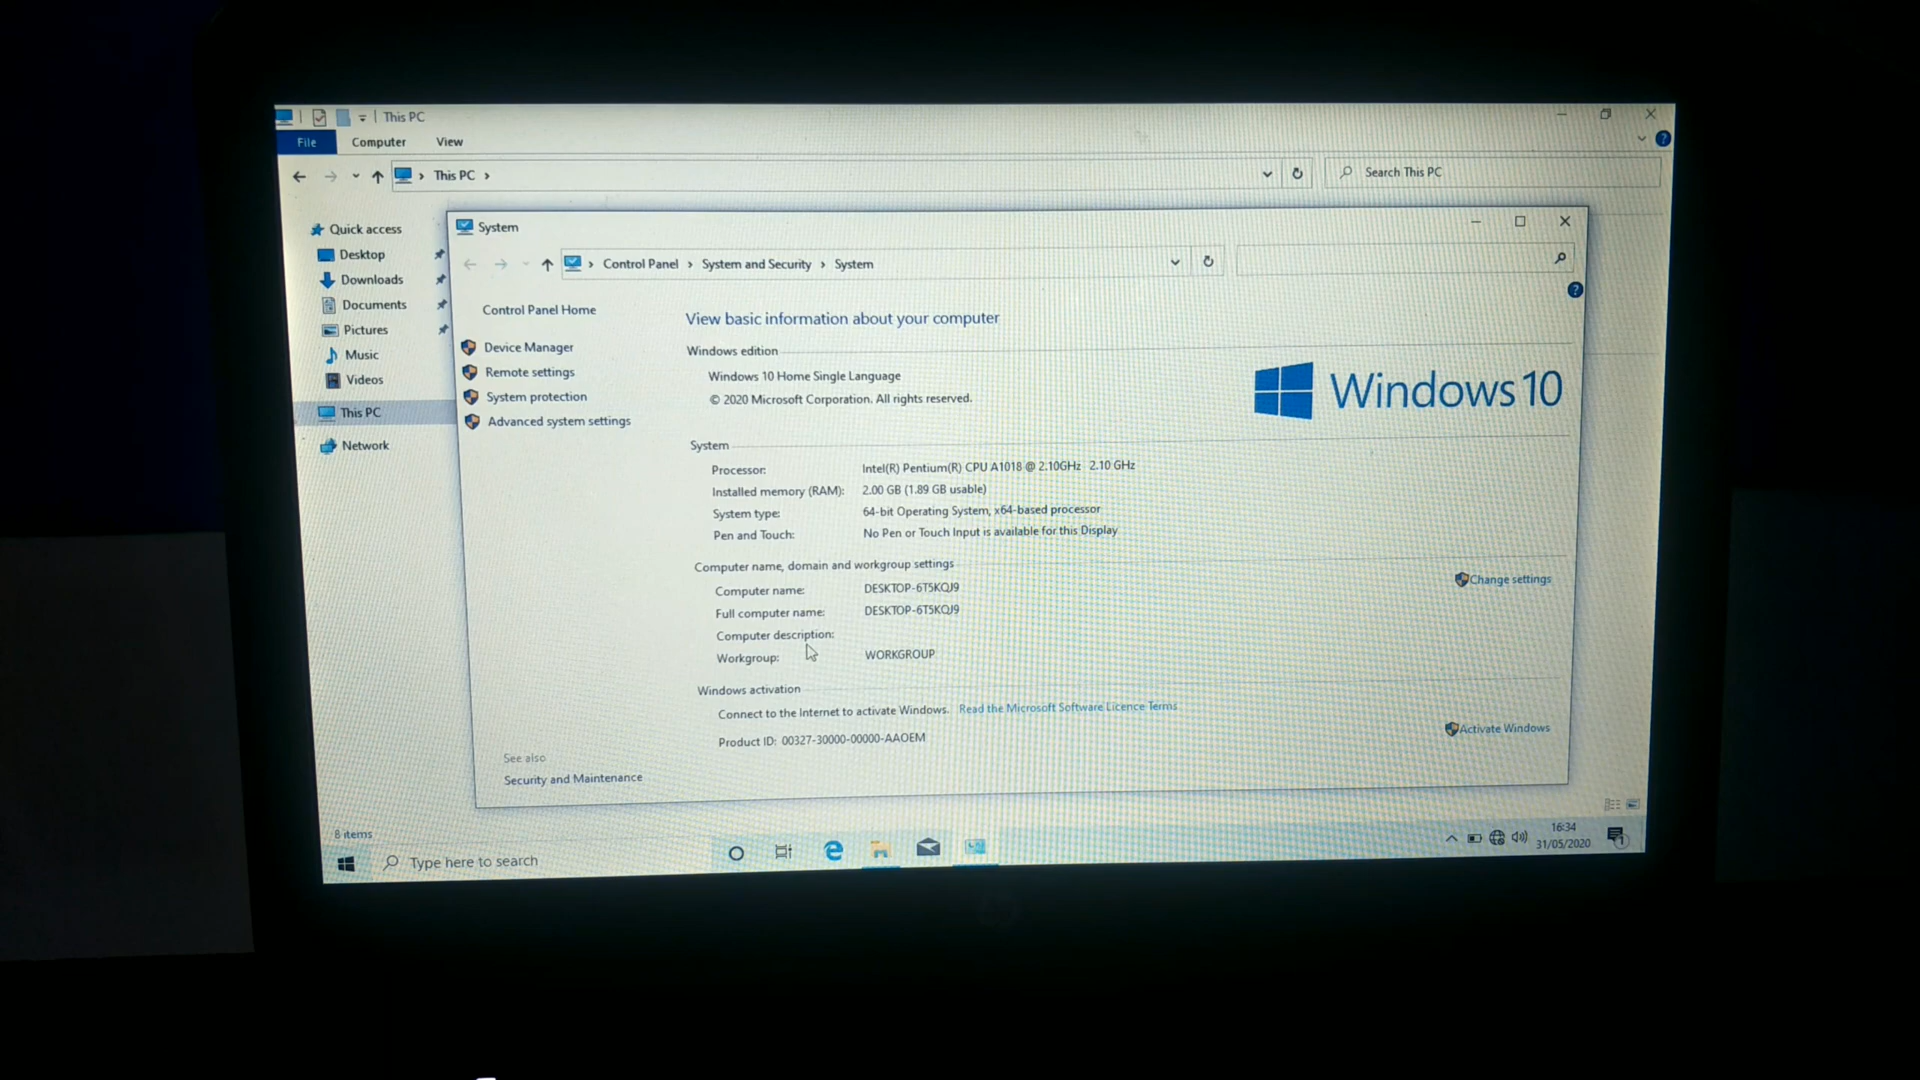 This PC
File Computer View
This PC
Search This PC
Quick access
Desktop
Downloads
Documents
Pictures
Music
Videos
This PC
Network
System
Control Panel System and Security System
Control Panel Home
Device Manager
Remote settings
System protection
Advanced system settings
See also
Security and Maintenance
View basic information about your computer
Windows edition
Windows 10 Home Single Language
© 2020 Microsoft Corporation. All rights reserved.
Windows 10
System
Processor: Intel(R) Pentium(R) CPU A1018 @ 2.10GHz 2.10 GHz
Installed memory (RAM): 2.00 GB (1.89 GB usable)
System type: 64-bit Operating System, x64-based processor
Pen and Touch: No Pen or Touch Input is available for this Display
Computer name, domain and workgroup settings
Computer name: DESKTOP-6T5KQJ9
Change settings
Full computer name: DESKTOP-6T5KQJ9
Computer description:
Workgroup: WORKGROUP
Windows activation
Connect to the Internet to activate Windows. Read the Microsoft Software Licence Terms
Product ID: 00327-30000-00000-AAOEM
Activate Windows
8 items
Type here to search
16:34
31/05/2020
1